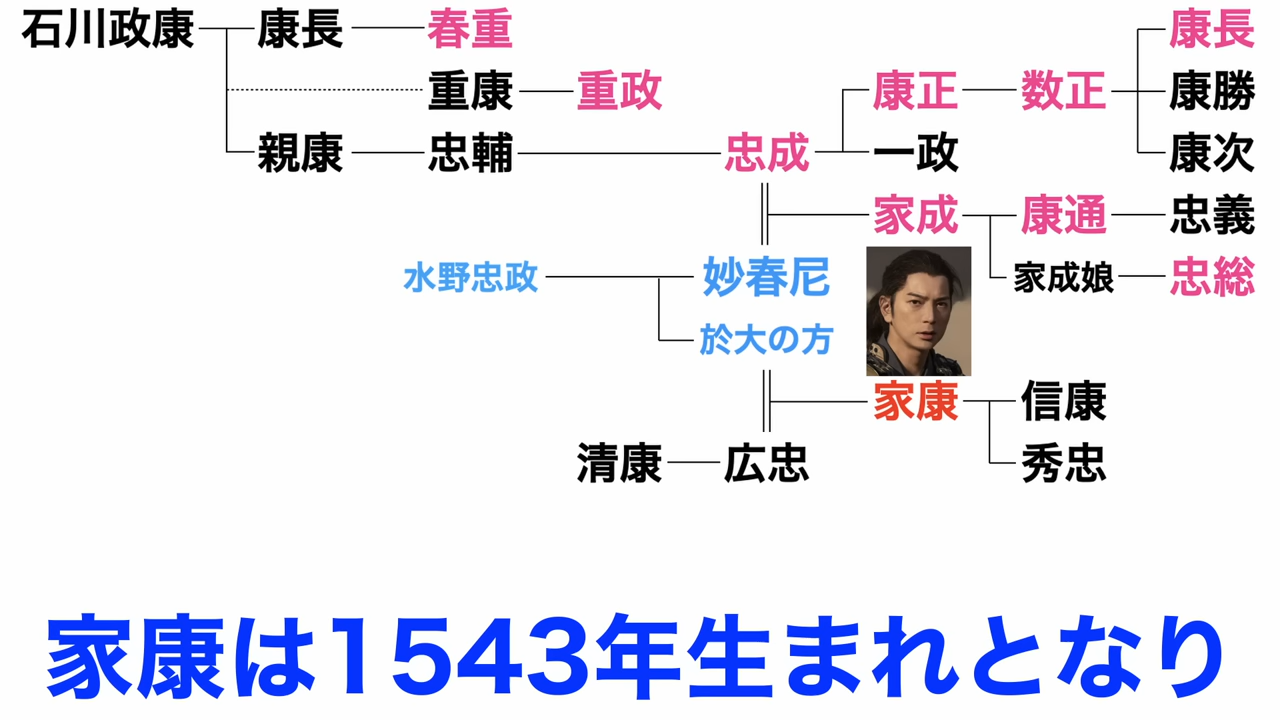 石川政康 康長 春重 康長
重康 重政 康正 数正 康勝
親康 忠輔 忠成 一政 康次
家成 康通 忠義
水野忠政 妙春尼 家成娘 忠総
於大の方
家康 信康
清康 広忠 秀忠
家康は1543年生まれとなり